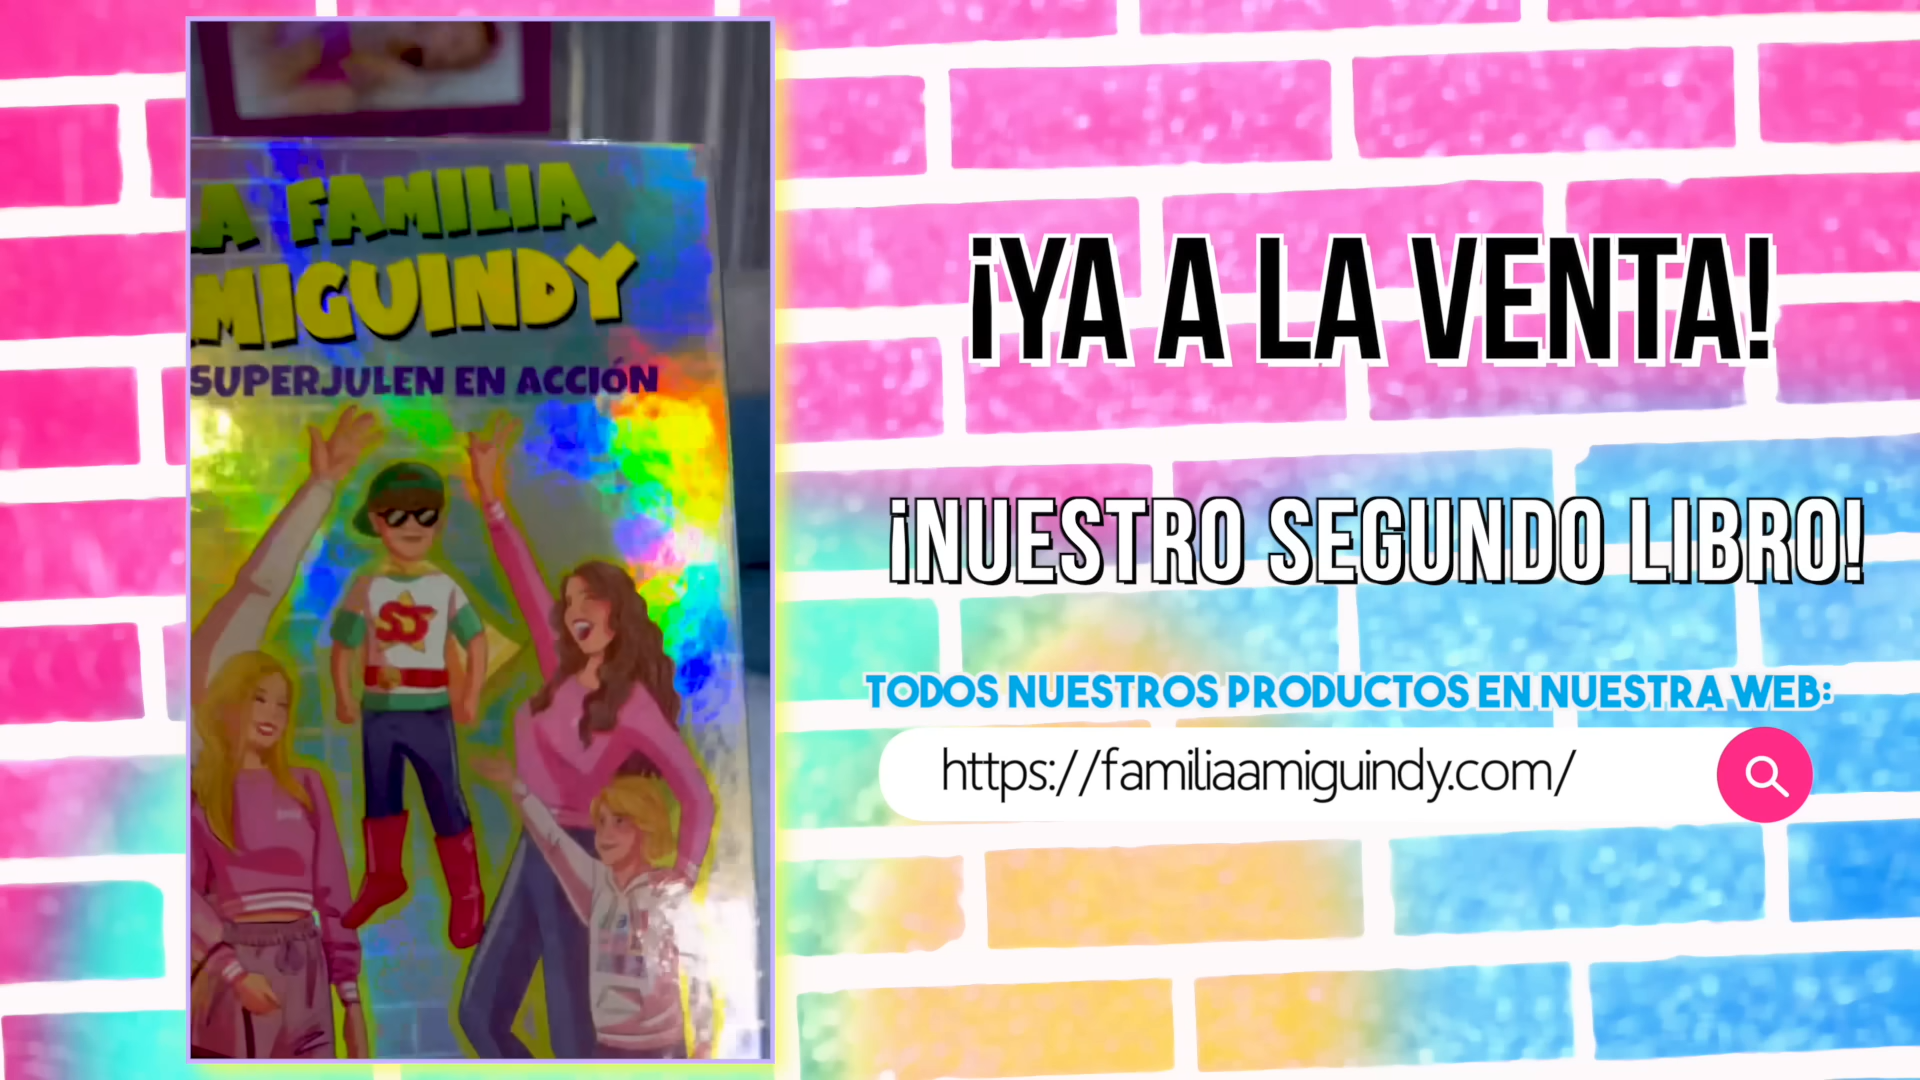 A FAMILIA
MIGUINDY
SUPERJULEN EN ACCIÓN
SS
¡YA A LA VENTA!
¡NUESTRO SEGUNDO LIBRO!
TODOS NUESTROS PRODUCTOS EN NUESTRA WEB:
https://familiaamiguindy.com/